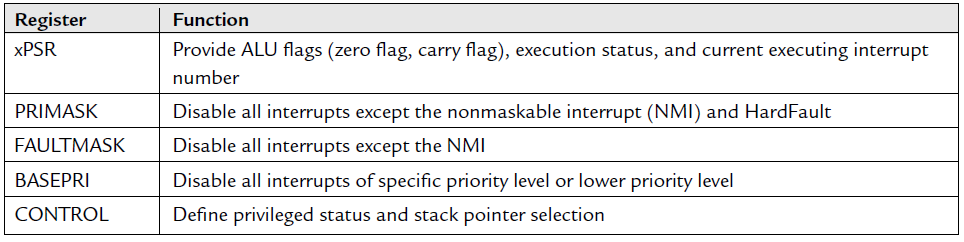 Register Function
xPSR Provide ALU flags (zero flag, carry flag), execution status, and current executing interrupt
number
PRIMASK Disable all interrupts except the nonmaskable interrupt (NMI) and HardFault
FAULTMASK Disable all interrupts except the NMI
BASEPRI Disable all interrupts of specific priority level or lower priority level
CONTROL Define privileged status and stack pointer selection